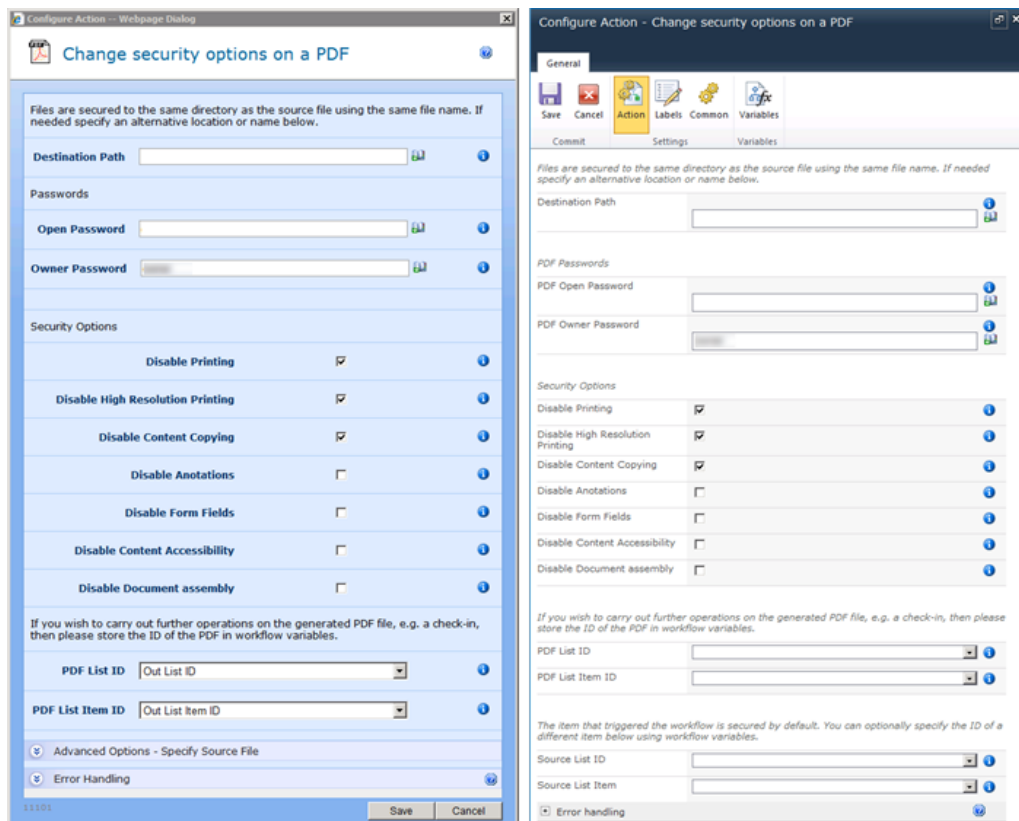 Configure Action -- Webpage Dialog
Change security options on a PDF
Files are secured to the same directory as the source file using the same file name. If
needed specify an alternative location or name below.
Destination Path
Passwords
Open Password
Owner Password
Security Options
Disable Printing
Disable High Resolution Printing
Disable Content Copying
Disable Anotations
Disable Form Fields
Disable Content Accessibility
Disable Document assembly
If you wish to carry out further operations on the generated PDF file, e.g. a check-in,
then please store the ID of the PDF in workflow variables.
PDF List ID Out List ID
PDF List Item ID Out List Item ID
Advanced Options - Specify Source File
Error Handling
11101
Save Cancel
Configure Action - Change security options on a PDF
General
Save Cancel Action Labels Common Variables
Commit Settings Variables
Files are secured to the same directory as the source file using the same file name. If needed
specify an alternative location or name below.
Destination Path
PDF Passwords
PDF Open Password
PDF Owner Password
Security Options
Disable Printing
Disable High Resolution
Printing
Disable Content Copying
Disable Anotations
Disable Form Fields
Disable Content Accessibility
Disable Document assembly
If you wish to carry out further operations on the generated PDF file, e.g. a check-in, then please
store the ID of the PDF in workflow variables.
PDF List ID
PDF List Item ID
The item that triggered the workflow is secured by default. You can optionally specify the ID of a
different item below using workflow variables.
Source List ID
Source List Item
Error handling